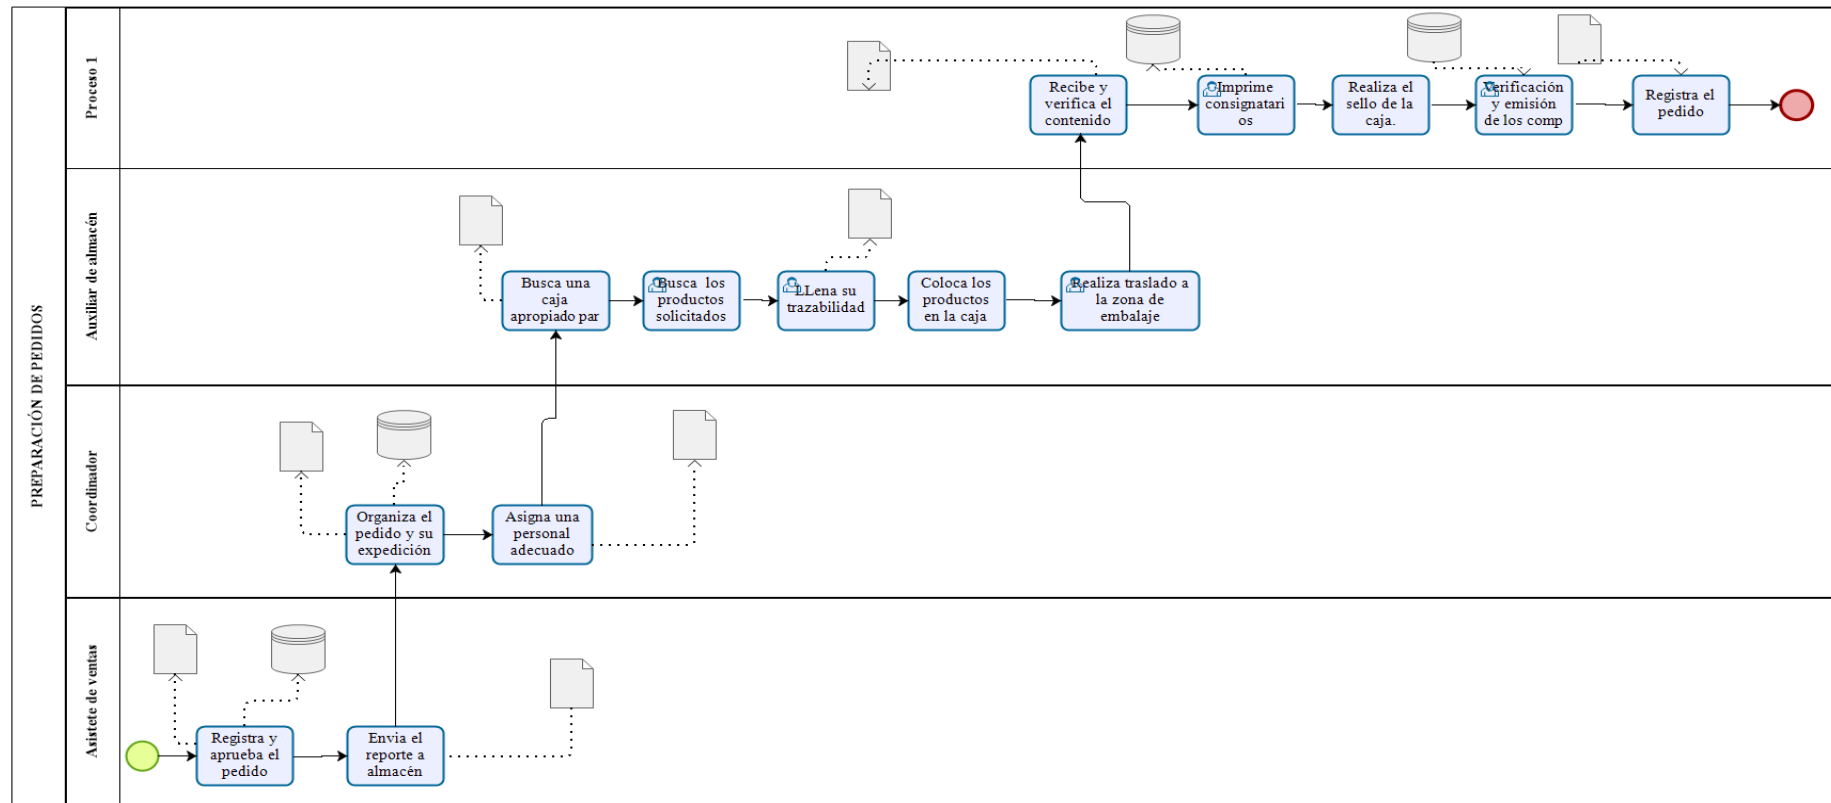 PREPARACIÓN DE PEDIDOS
Proceso 1
Recibe y
verifica el
contenido
Imprime
consignatari
os
Realiza el
sello de la
caja.
Verificación
y emisión
de los comp
Registra el
pedido
Auxiliar de almacén
Busca una
caja
apropiado par
Busca los
productos
solicitados
LLena su
trazabilidad
Coloca los
productos
en la caja
Realiza traslado a
la zona de
embalaje
Coordinador
Organiza el
pedido y su
expedición
Asigna una
personal
adecuado
Asistete de ventas
Registra y
aprueba el
pedido
Envia el
reporte a
almacén